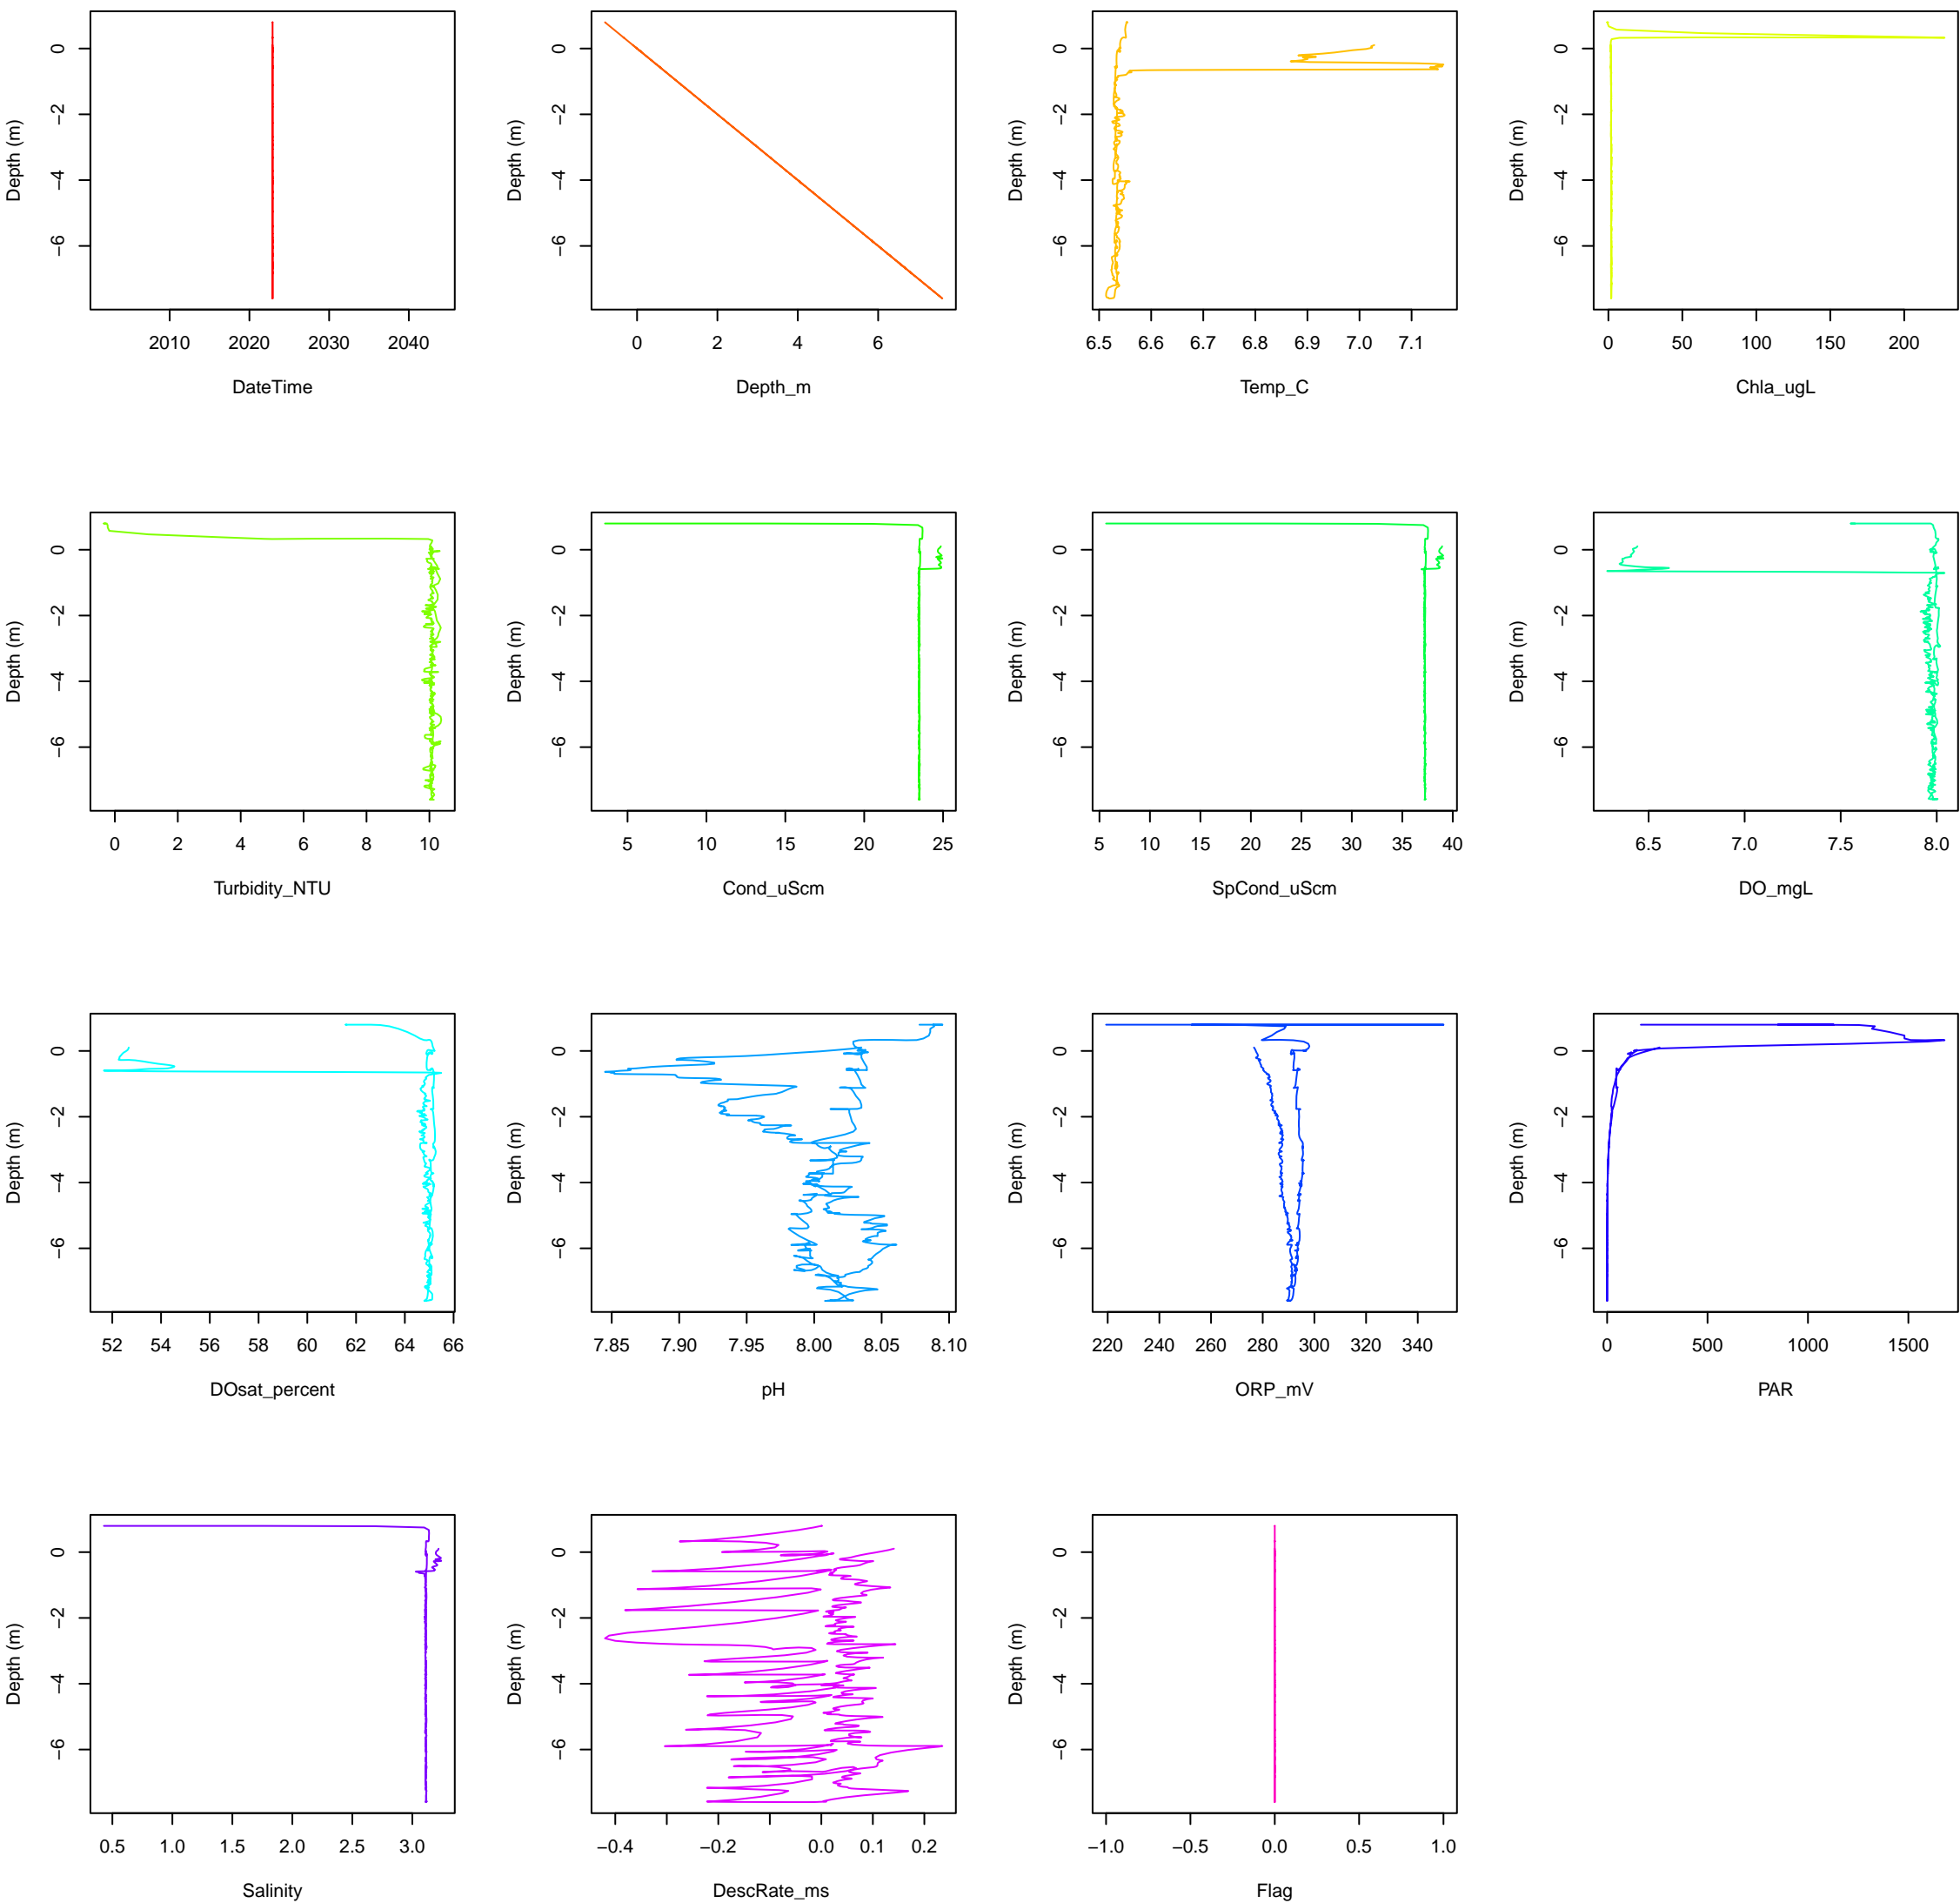 0
−2
−4
−6
Depth (m)
2010 2020 2030 2040
DateTime
0
−2
−4
−6
Depth (m)
0 2 4 6
Depth_m
0
−2
−4
−6
Depth (m)
6.5 6.6 6.7 6.8 6.9 7.0 7.1
Temp_C
0
−2
−4
−6
Depth (m)
0 50 100 150 200
Chla_ugL
0
−2
−4
−6
Depth (m)
0 2 4 6 8 10
Turbidity_NTU
0
−2
−4
−6
Depth (m)
5 10 15 20 25
Cond_uScm
0
−2
−4
−6
Depth (m)
5 10 15 20 25 30 35 40
SpCond_uScm
0
−2
−4
−6
Depth (m)
6.5 7.0 7.5 8.0
DO_mgL
0
−2
−4
−6
Depth (m)
52 54 56 58 60 62 64 66
DOsat_percent
0
−2
−4
−6
Depth (m)
7.85 7.90 7.95 8.00 8.05 8.10
pH
0
−2
−4
−6
Depth (m)
220 240 260 280 300 320 340
ORP_mV
0
−2
−4
−6
Depth (m)
0 500 1000 1500
PAR
0
−2
−4
−6
Depth (m)
0.5 1.0 1.5 2.0 2.5 3.0
Salinity
0
−2
−4
−6
Depth (m)
−0.4 −0.2 0.0 0.1 0.2
DescRate_ms
0
−2
−4
−6
Depth (m)
−1.0 −0.5 0.0 0.5 1.0
Flag